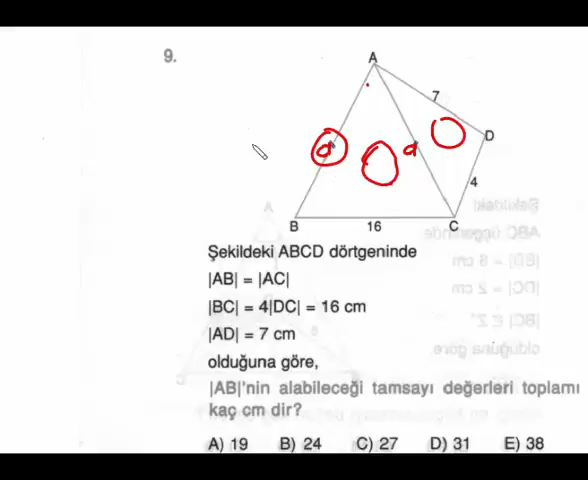 9.
A
7
D
a
a
4
B
16
C
Şekildeki ABCD dörtgeninde
|AB| = |AC|
|BC| = 4|DC| = 16 cm
|AD| = 7 cm
olduğuna göre,
|AB|'nin alabileceği tamsayı değerleri toplamı
kaç cm dir?
A) 19 B) 24 C) 27 D) 31 E) 38